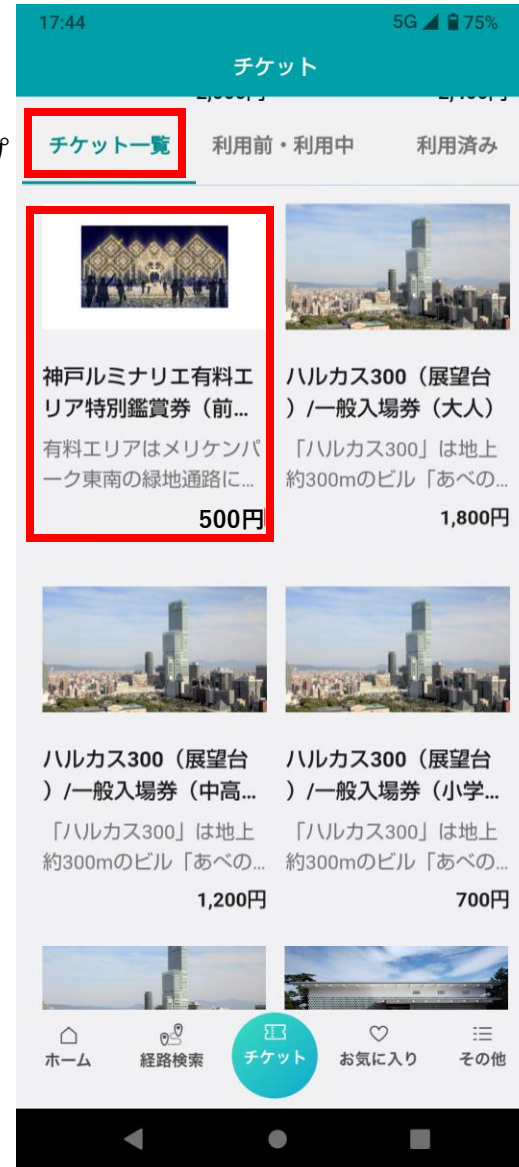 17:44
5G 75%
チケット
チケット一覧
利用前・利用中
利用済み
神戸ルミナリエ有料エ
リア特別鑑賞券（前...
有料エリアはメリケンパ
ーク東南の緑地通路に...
500円
ハルカス300（展望台
）/一般入場券（大人）
「ハルカス300」は地上
約300mのビル「あべの...
1,800円
ハルカス300（展望台
）/一般入場券（中高...
「ハルカス300」は地上
約300mのビル「あべの...
1,200円
ハルカス300（展望台
）/一般入場券（小学...
「ハルカス300」は地上
約300mのビル「あべの...
700円
ホーム
経路検索
チケット
お気に入り
その他